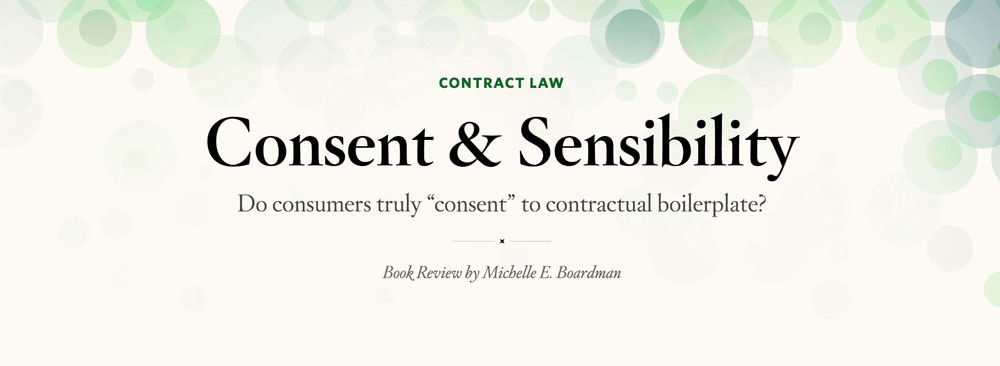 CONTRACT LAW
Consent & Sensibility
Do consumers truly “consent” to contractual boilerplate?
Book Review by Michelle E. Boardman